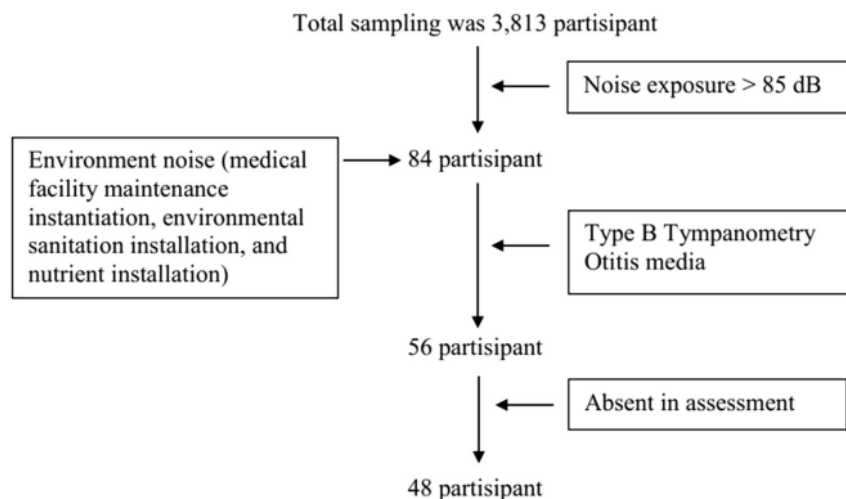 Total sampling was 3,813 partisipant
Noise exposure > 85 dB
Environment noise (medical
facility maintenance
instantiation, environmental
sanitation installation, and
nutrient installation)
84 partisipant
Type B Tympanometry
Otitis media
56 partisipant
Absent in assessment
48 partisipant